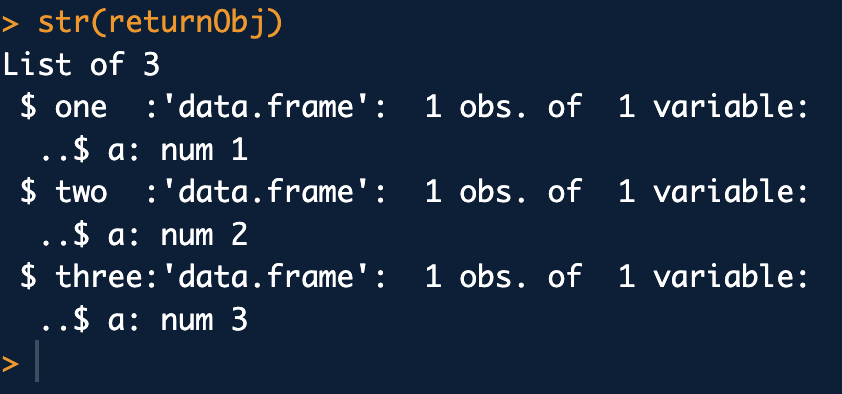 > str(returnObj)
List of 3
 $ one  :'data.frame':	1 obs. of  1 variable:
  ..$ a: num 1
 $ two  :'data.frame':	1 obs. of  1 variable:
  ..$ a: num 2
 $ three:'data.frame':	1 obs. of  1 variable:
  ..$ a: num 3
>